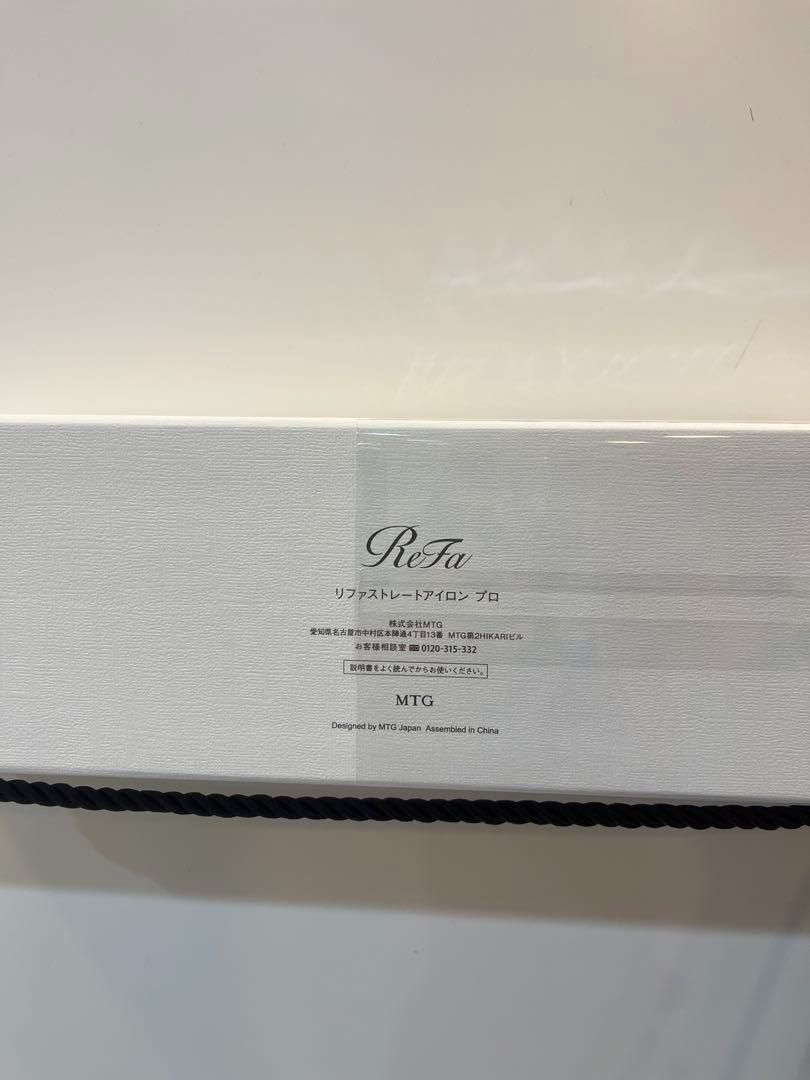 ReFa
リファストレートアイロン プロ
株式会社MTG
愛知県名古屋市中村区本陣通4丁目13番 MTG第2HIKARIビル
お客様相談室 0120-315-332
説明書をよく読んでからお使いください。
MTG
Designed by MTG Japan Assembled in China